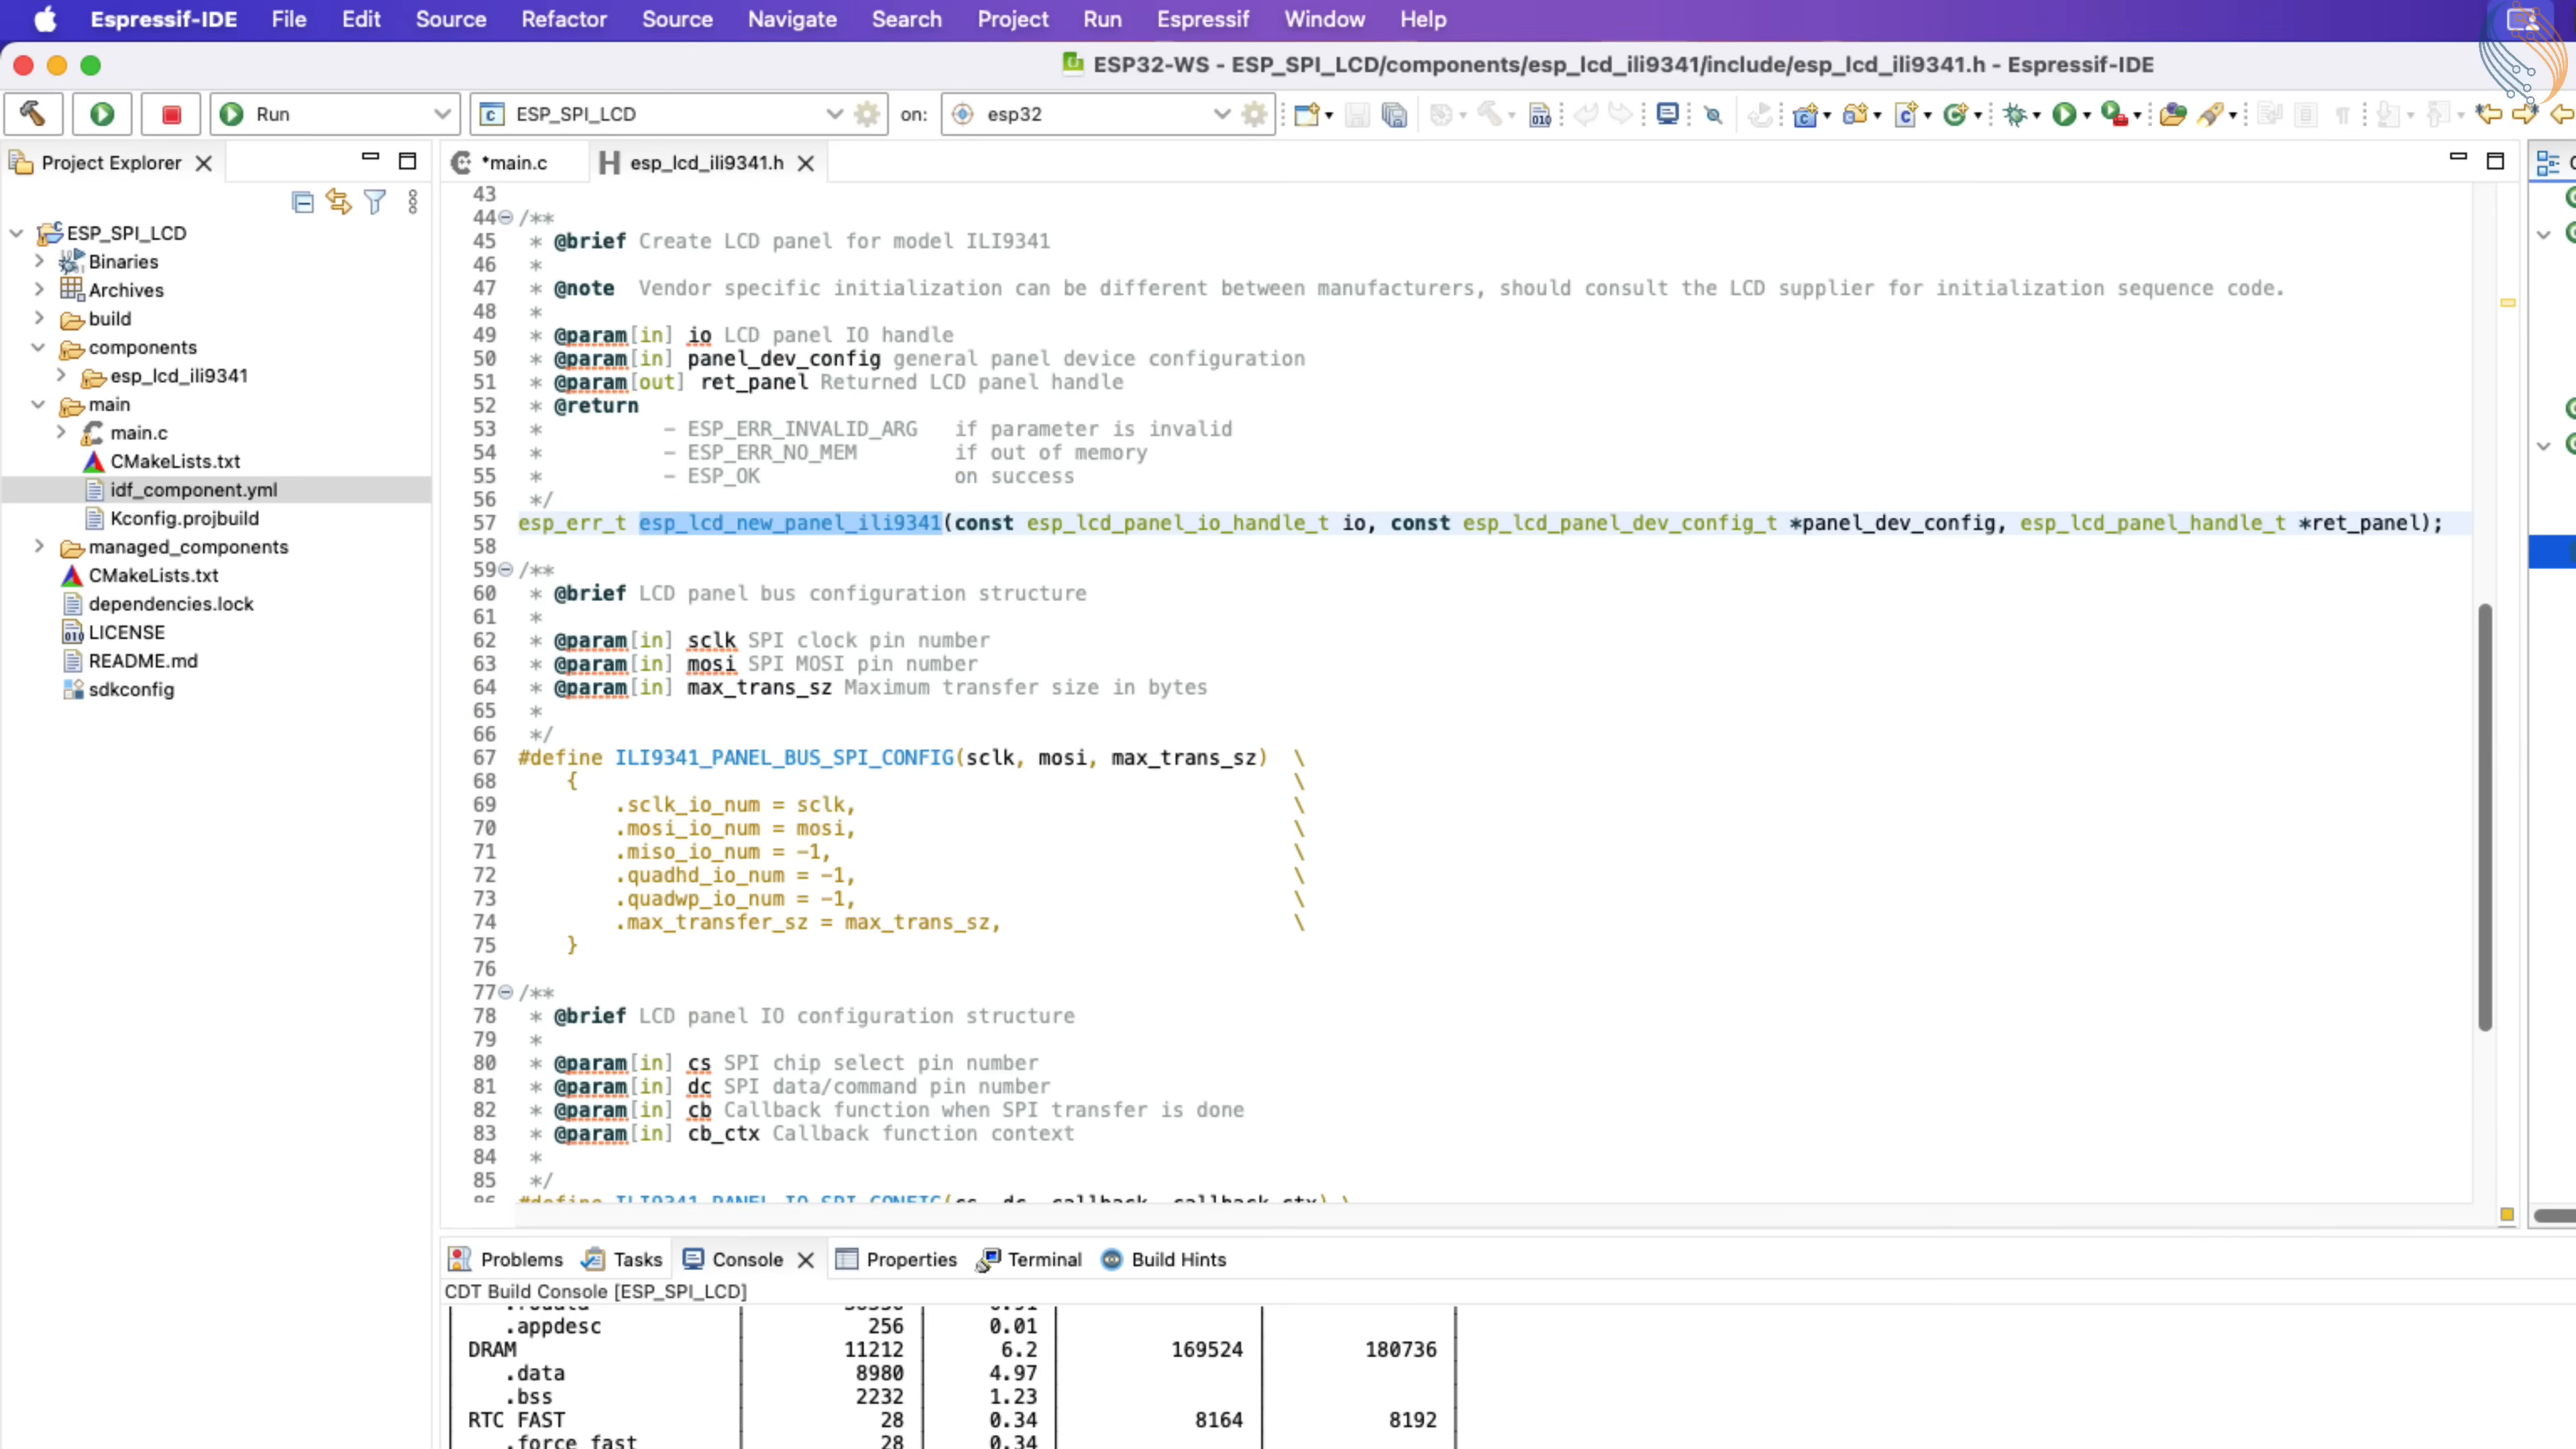 Espressif-IDE File Edit Source Refactor Source Navigate Search Project Run Espressif Window Help
ESP32-WS - ESP_SPI_LCD/components/esp_lcd_ili9341/include/esp_lcd_ili9341.h - Espressif-IDE
Run ESP_SPI_LCD on: esp32
Project Explorer
ESP_SPI_LCD
Binaries
Archives
build
components
esp_lcd_ili9341
main
main.c
CMakeLists.txt
idf_component.yml
Kconfig.projbuild
managed_components
CMakeLists.txt
dependencies.lock
LICENSE
README.md
sdkconfig
*main.c esp_lcd_ili9341.h
43
44 /**
45 * @brief Create LCD panel for model ILI9341
46 *
47 * @note Vendor specific initialization can be different between manufacturers, should consult the LCD supplier for initialization sequence code.
48 *
49 * @param[in] io LCD panel IO handle
50 * @param[in] panel_dev_config general panel device configuration
51 * @param[out] ret_panel Returned LCD panel handle
52 * @return
53 * - ESP_ERR_INVALID_ARG if parameter is invalid
54 * - ESP_ERR_NO_MEM if out of memory
55 * - ESP_OK on success
56 */
57 esp_err_t esp_lcd_new_panel_ili9341(const esp_lcd_panel_io_handle_t io, const esp_lcd_panel_dev_config_t *panel_dev_config, esp_lcd_panel_handle_t *ret_panel);
58
59 /**
60 * @brief LCD panel bus configuration structure
61 *
62 * @param[in] sclk SPI clock pin number
63 * @param[in] mosi SPI MOSI pin number
64 * @param[in] max_trans_sz Maximum transfer size in bytes
65 *
66 */
67 #define ILI9341_PANEL_BUS_SPI_CONFIG(sclk, mosi, max_trans_sz) \
68 { \
69 .sclk_io_num = sclk, \
70 .mosi_io_num = mosi, \
71 .miso_io_num = -1, \
72 .quadhd_io_num = -1, \
73 .quadwp_io_num = -1, \
74 .max_transfer_sz = max_trans_sz, \
75 }
76
77 /**
78 * @brief LCD panel IO configuration structure
79 *
80 * @param[in] cs SPI chip select pin number
81 * @param[in] dc SPI data/command pin number
82 * @param[in] cb Callback function when SPI transfer is done
83 * @param[in] cb_ctx Callback function context
84 *
85 */
86 #define ILI9341_PANEL_IO_SPI_CONFIG(cs, dc, callback, callback_ctx) \
Problems Tasks Console Properties Terminal Build Hints
CDT Build Console [ESP_SPI_LCD]
.appdesc 256 0.01
DRAM 11212 6.2 169524 180736
.data 8980 4.97
.bss 2232 1.23
RTC FAST 28 0.34 8164 8192
.force_fast 28 0.34